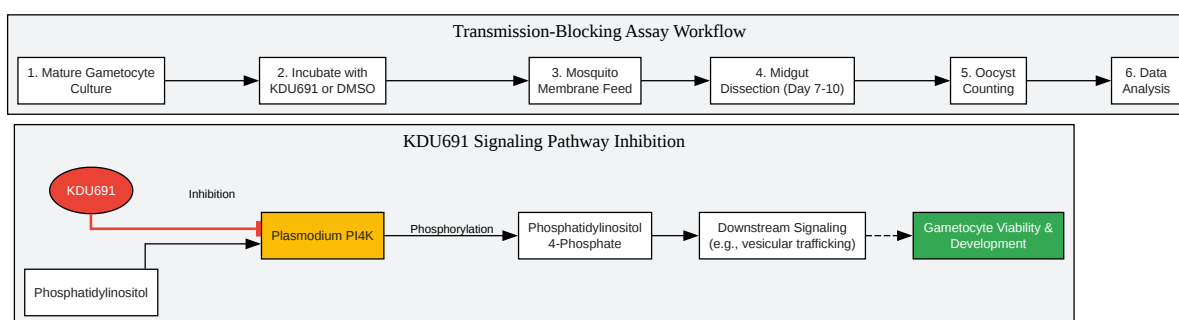 Transmission-Blocking Assay Workflow
1. Mature Gametocyte
Culture
2. Incubate with
KDU691 or DMSO
3. Mosquito
Membrane Feed
4. Midgut
Dissection (Day 7-10)
5. Oocyst
Counting
6. Data
Analysis
KDU691 Signaling Pathway Inhibition
KDU691
Inhibition
Plasmodium PI4K
Phosphorylation
Phosphatidylinositol
4-Phosphate
Downstream Signaling
(e.g., vesicular trafficking)
Gametocyte Viability &
Development
Phosphatidylinositol